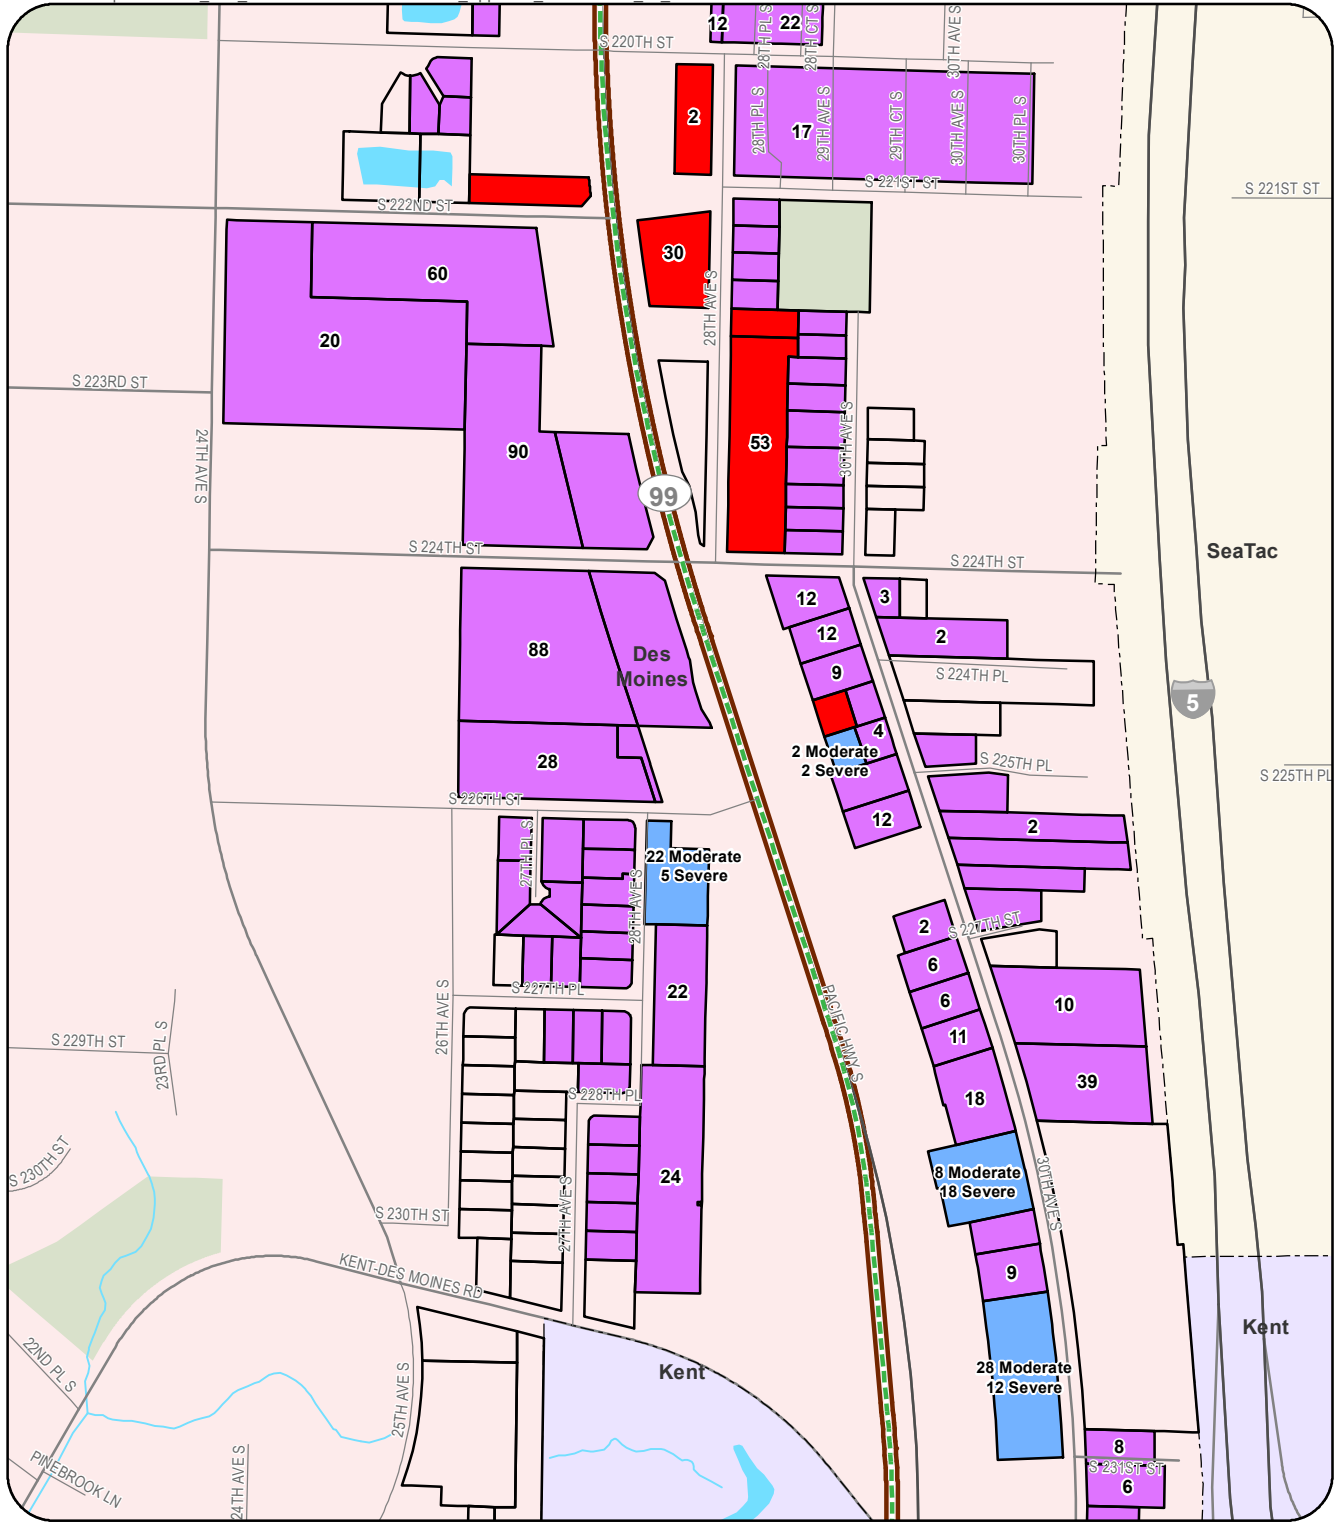 12
22
28TH PL S
28TH CT S
30TH AVE S
S 220TH ST
2
17
28TH PL S
29TH AVE S
29TH CT S
30TH AVE S
30TH PL S
S 221ST ST
S 221ST ST
S 222ND ST
60
30
28TH AVE S
20
S 223RD ST
24TH AVE S
90
53
30TH AVE S
99
S 224TH ST
S 224TH ST
SeaTac
12
3
12
2
88
Des
Moines
9
S 224TH PL
5
4
2 Moderate
2 Severe
28
S 225TH PL
S 225TH PL
S 226TH ST
12
2
27TH PL S
22 Moderate
5 Severe
28TH AVE S
2
S 227TH ST
6
22
6
10
S 227TH PL
26TH AVE S
PACIFIC HWY S
11
S 229TH ST
23RD PL S
39
S 228TH PL
18
24
8 Moderate
18 Severe
S 230TH ST
30TH AVE S
27TH AVE S
S 230TH ST
9
KENT-DES MOINES RD
Kent
Kent
22ND PL S
28 Moderate
12 Severe
25TH AVE S
8
S 231ST ST
PINEBROOK LN
24TH AVE S
6